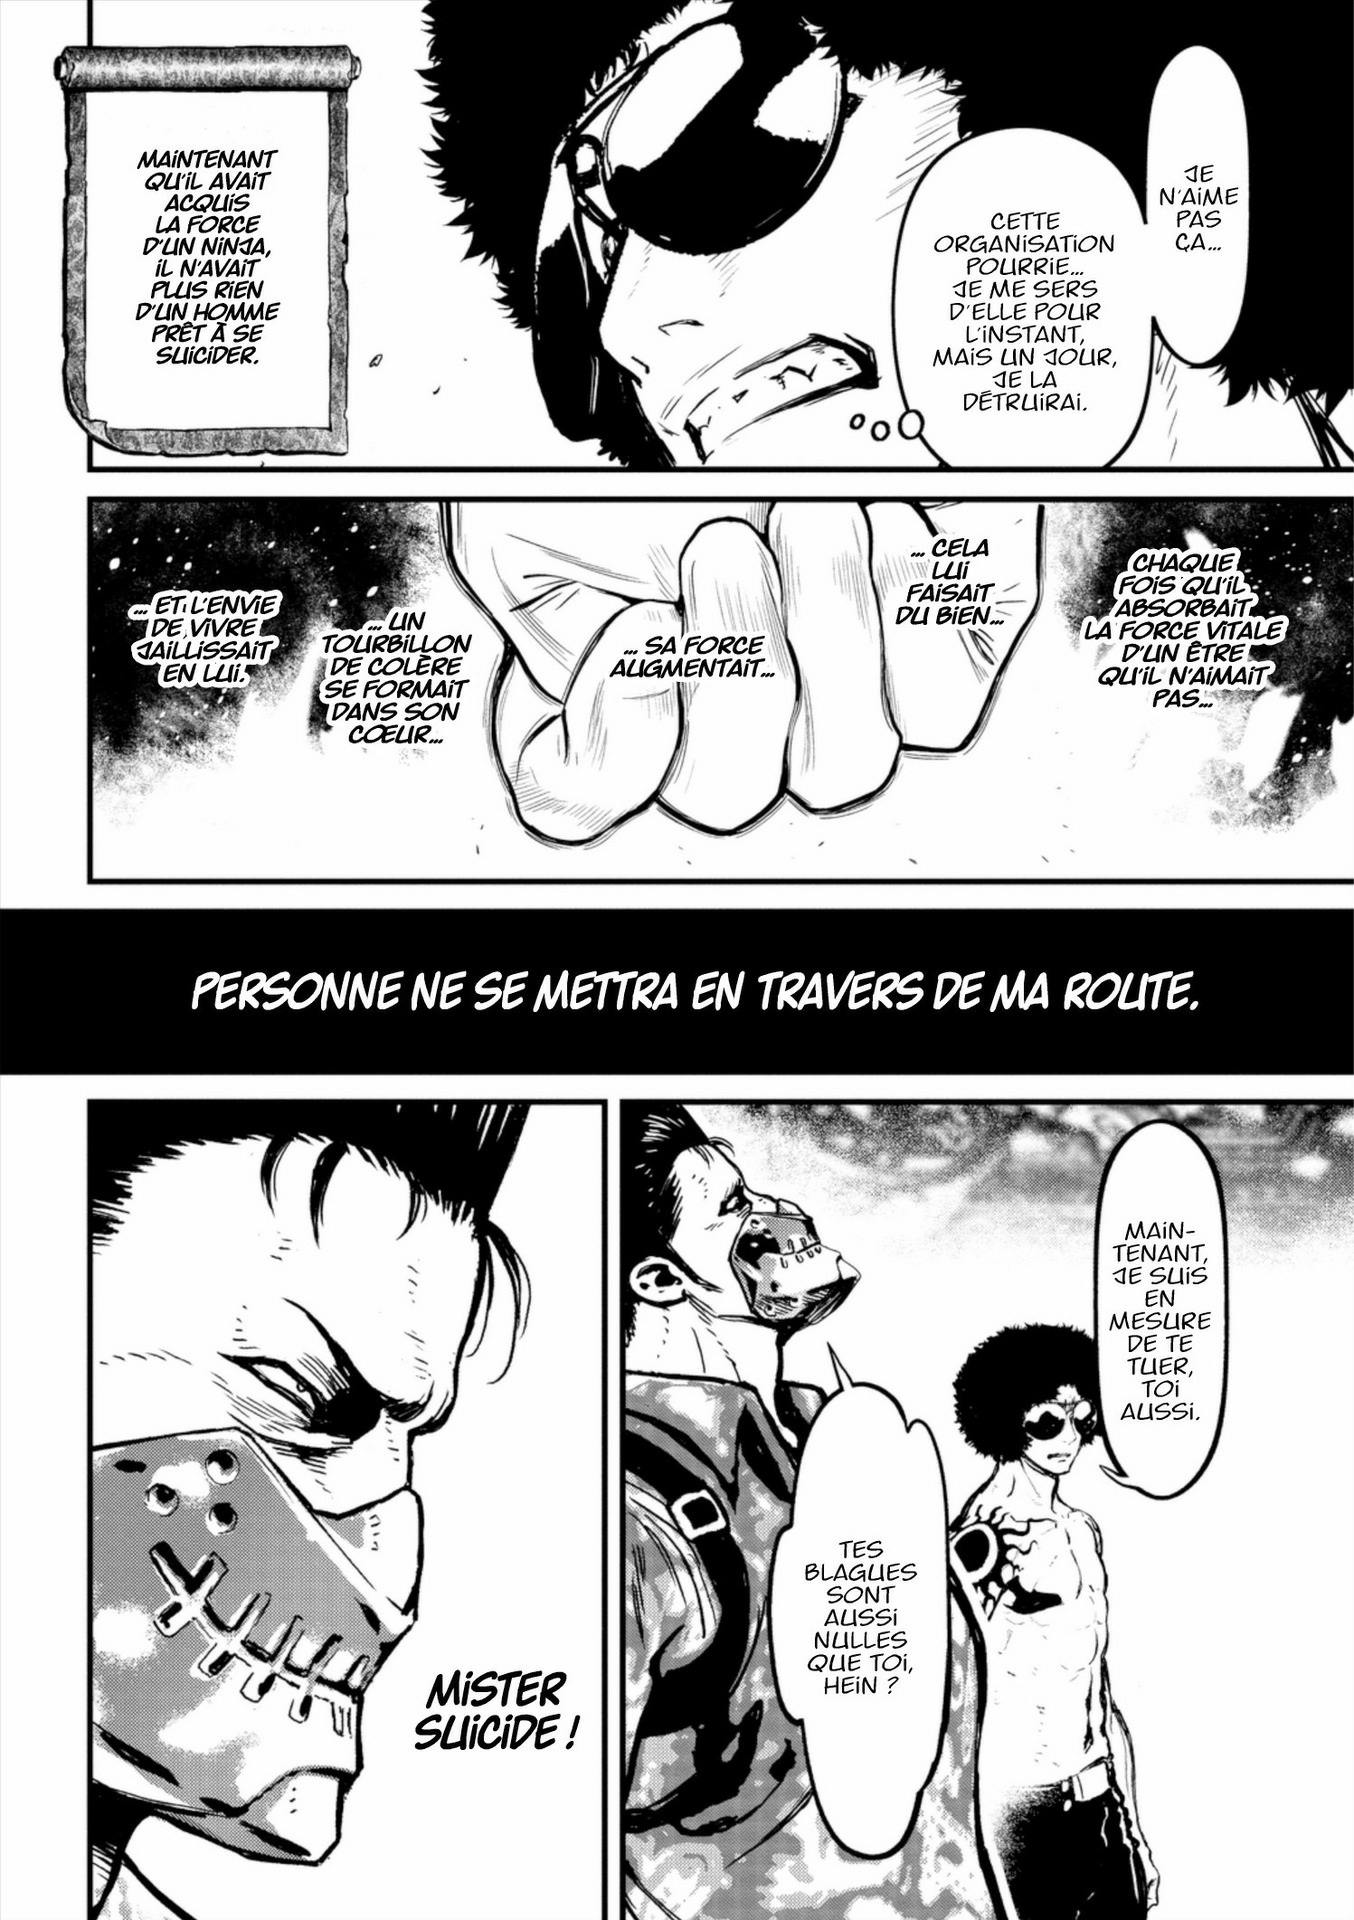 JE
N'AIME
PAS
ÇA...
CETTE
ORGANISATION
POURRIE...
JE ME SERS
D'ELLE POUR
L'INSTANT,
MAIS UN JOUR,
JE LA
DÉTRUIRAI.
MAINTENANT
QU'IL AVAIT
ACQUIS
LA FORCE
D'UN NINJA,
IL N'AVAIT
PLUS RIEN
D'UN HOMME
PRÊT À SE
SUICIDER.
CHAQUE
FOIS QU'IL
ABSORBAIT
LA FORCE VITALE
D'UN ÊTRE
QU'IL N'AIMAIT
PAS...
... CELA
LUI
FAISAIT
DU BIEN...
... SA FORCE
AUGMENTAIT...
... UN
TOURBILLON
DE COLÈRE
SE FORMAIT
DANS SON
CŒUR...
... ET L'ENVIE
DE VIVRE
JAILLISSAIT
EN LUI.
PERSONNE NE SE METTRA EN TRAVERS DE MA ROUTE.
MAIN-
TENANT,
JE SUIS
EN
MESURE
DE TE
TUER,
TOI
AUSSI.
TES
BLAGUES
SONT
AUSSI
NULLES
QUE TOI,
HEIN ?
MISTER
SUICIDE !